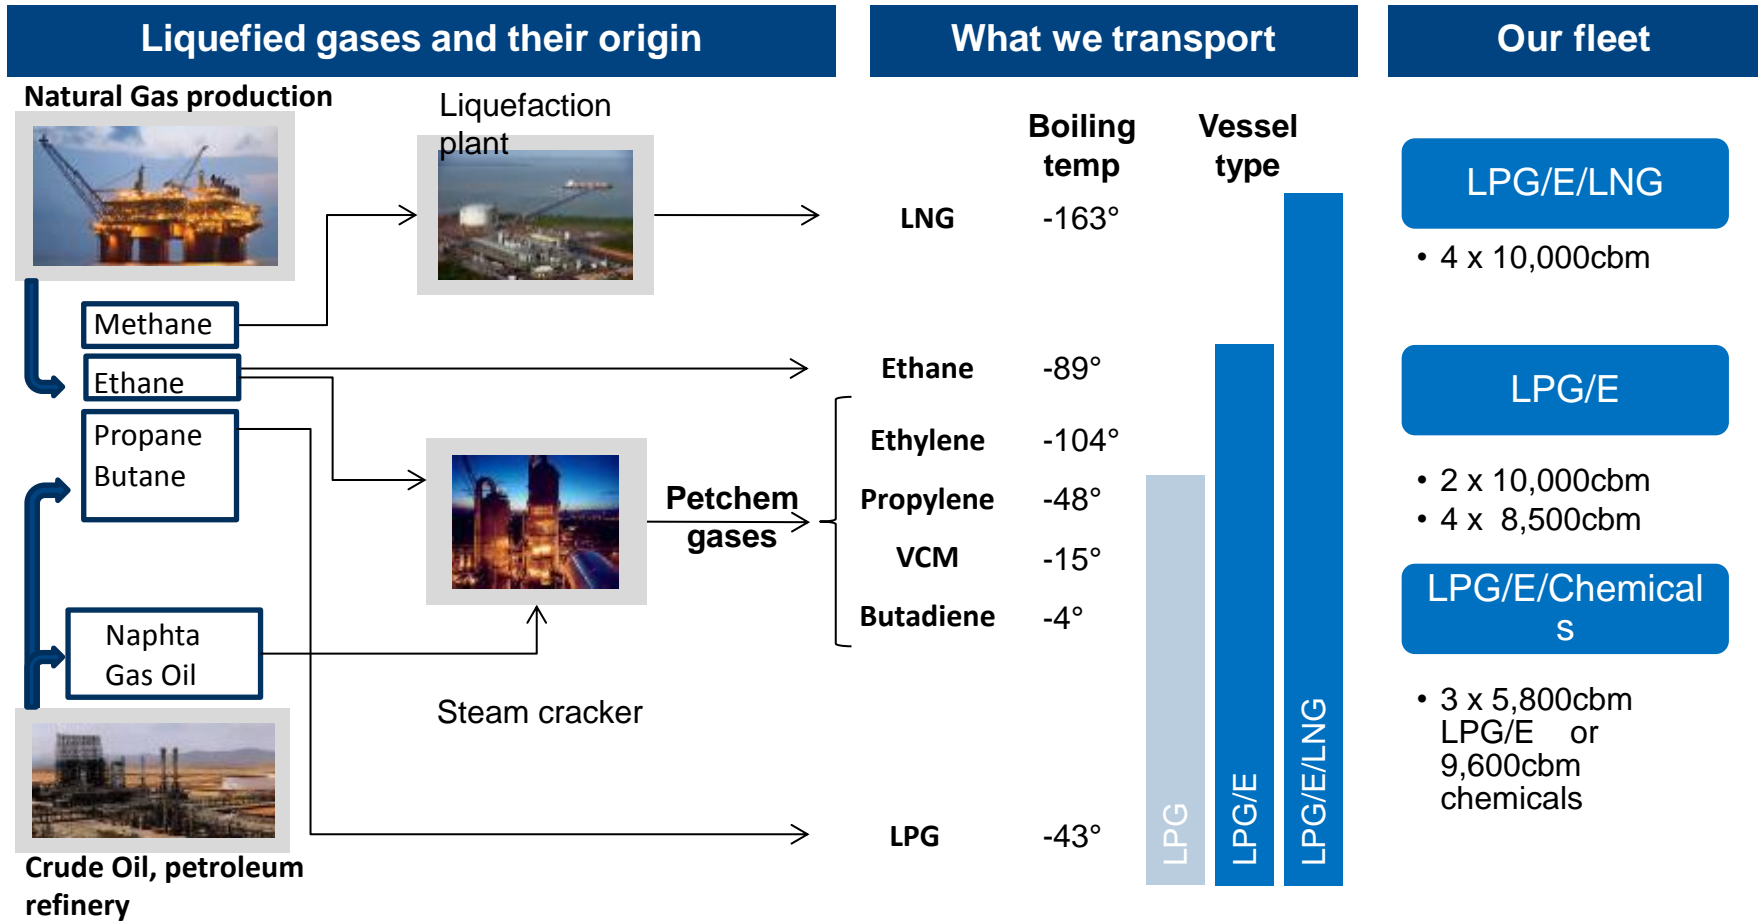 Liquefied gases and their origin
What we transport
Our fleet
Natural Gas production
Liquefaction
plant
Methane
Ethane
Propane
Butane
Naphta
Gas Oil
Steam cracker
Crude Oil, petroleum
refinery
Petchem
gases
Boiling
temp
Vessel
type
LNG -163°
Ethane -89°
Ethylene -104°
Propylene -48°
VCM -15°
Butadiene -4°
LPG -43°
LPG
LPG/E
LPG/E/LNG
LPG/E/LNG
• 4 x 10,000cbm
LPG/E
• 2 x 10,000cbm
• 4 x 8,500cbm
LPG/E/Chemical
s
• 3 x 5,800cbm
LPG/E or
9,600cbm
chemicals